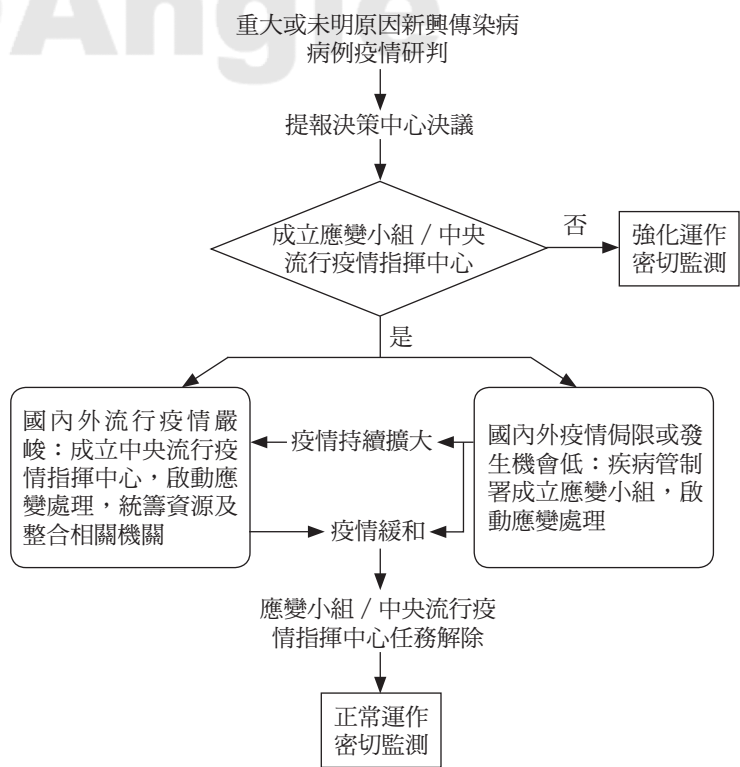 Angle
重大或未明原因新興傳染病
病例疫情研判
提報決策中心決議
成立應變小組/中央
流行疫情指揮中心
否
強化運作
密切監測
是
國內外流行疫情嚴
峻：成立中央流行疫
情指揮中心，啟動應
變處理，統籌資源及
整合相關機關
疫情持續擴大
國內外疫情侷限或發
生機會低：疾病管制
署成立應變小組，啟
動應變處理
疫情緩和
應變小組/中央流行疫
情指揮中心任務解除
正常運作
密切監測